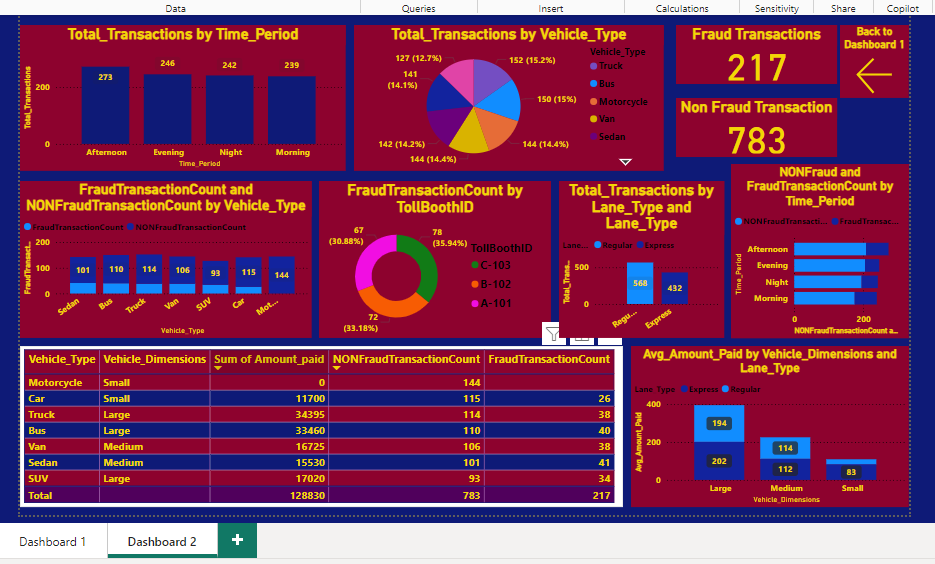 Data Queries Insert Calculations Sensitivity Share Copilot
Total_Transactions by Time_Period
Total_Transactions
200
0
273
246
242
239
Afternoon Evening Night Morning
Time_Period
Total_Transactions by Vehicle_Type
127 (12.7%)
152 (15.2%)
141
(14.1%)
150 (15%)
142 (14.2%)
144 (14.4%)
144 (14.4%)
Vehicle_Type
Truck
Bus
Motorcycle
Van
Sedan
Fraud Transactions
217
Back to
Dashboard 1
Non Fraud Transaction
783
FraudTransactionCount and
NONFraudTransactionCount by Vehicle_Type
FraudTransactionCount NONFraudTransactionCount
FraudTransact...
200
100
0
101 110 114 106 93 115 144
Sedan Bus Truck Van SUV Car Mot...
Vehicle_Type
FraudTransactionCount by
TollBoothID
67
(30.88%)
78
(35.94%)
72
(33.18%)
TollBoothID
C-103
B-102
A-101
Total_Transactions by
Lane_Type and
Lane_Type
Lane... Regular Express
Total_Trans...
500
0
568 432
Regu... Express
NONFraud and
FraudTransactionCount by
Time_Period
NONFraudTransacti... FraudTransac...
Time_Period
Afternoon
Evening
Night
Morning
0 200
NONFraudTransactionCount a...
Vehicle_Type Vehicle_Dimensions Sum of Amount_paid NONFraudTransactionCount FraudTransactionCount
Motorcycle Small 0 144
Car Small 11700 115 26
Truck Large 34395 114 38
Bus Large 33460 110 40
Van Medium 16725 106 38
Sedan Medium 15530 101 41
SUV Large 17020 93 34
Total 128830 783 217
Avg_Amount_Paid by Vehicle_Dimensions and
Lane_Type
Lane_Type Express Regular
Avg_Amount_Paid
400
200
0
194
202
114
112
83
Large Medium Small
Vehicle_Dimensions
Dashboard 1 Dashboard 2 +